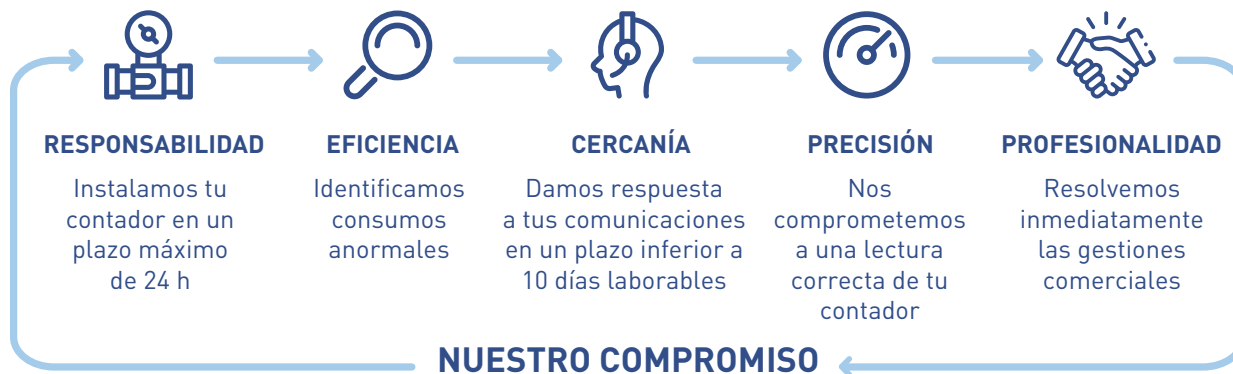 RESPONSABILIDAD
Instalamos tu
contador en un
plazo máximo
de 24 h
EFICIENCIA
Identificamos
consumos
anormales
CERCANÍA
Damos respuesta
a tus comunicaciones
en un plazo inferior a
10 días laborables
PRECISIÓN
Nos
comprometemos
a una lectura
correcta de tu
contador
PROFESIONALIDAD
Resolvemos
inmediatamente
las gestiones
comerciales
NUESTRO COMPROMISO